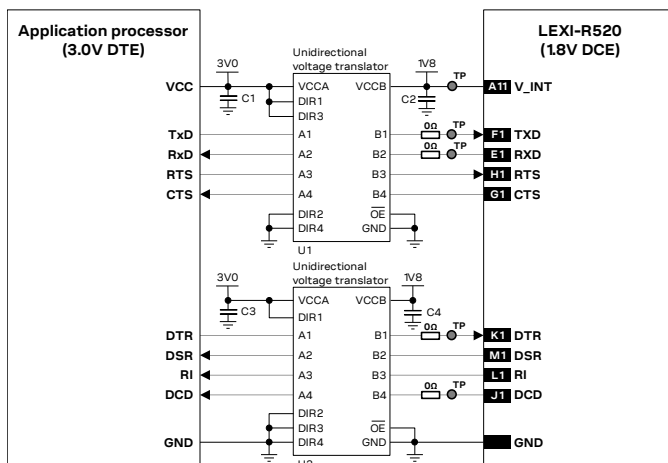 Application processor
(3.0V DTE)
LEXI-R520
(1.8V DCE)
Unidirectional
voltage translator
3V0
1V8
TP
VCC
VCCA
VCCB
A11 V_INT
C1
DIR1
C2
DIR3
0Ω
TP
TxD
A1
B1
F1 TXD
0Ω
TP
RxD
A2
B2
E1 RXD
RTS
A3
B3
H1 RTS
CTS
A4
B4
G1 CTS
DIR2
OE
DIR4
GND
U1
Unidirectional
voltage translator
3V0
1V8
VCCA
VCCB
C3
DIR1
C4
0Ω
TP
DTR
A1
B1
K1 DTR
DSR
A2
B2
M1 DSR
RI
A3
B3
L1 RI
0Ω
TP
DCD
A4
B4
J1 DCD
DIR2
DIR3
OE
GND
DIR4
GND
GND